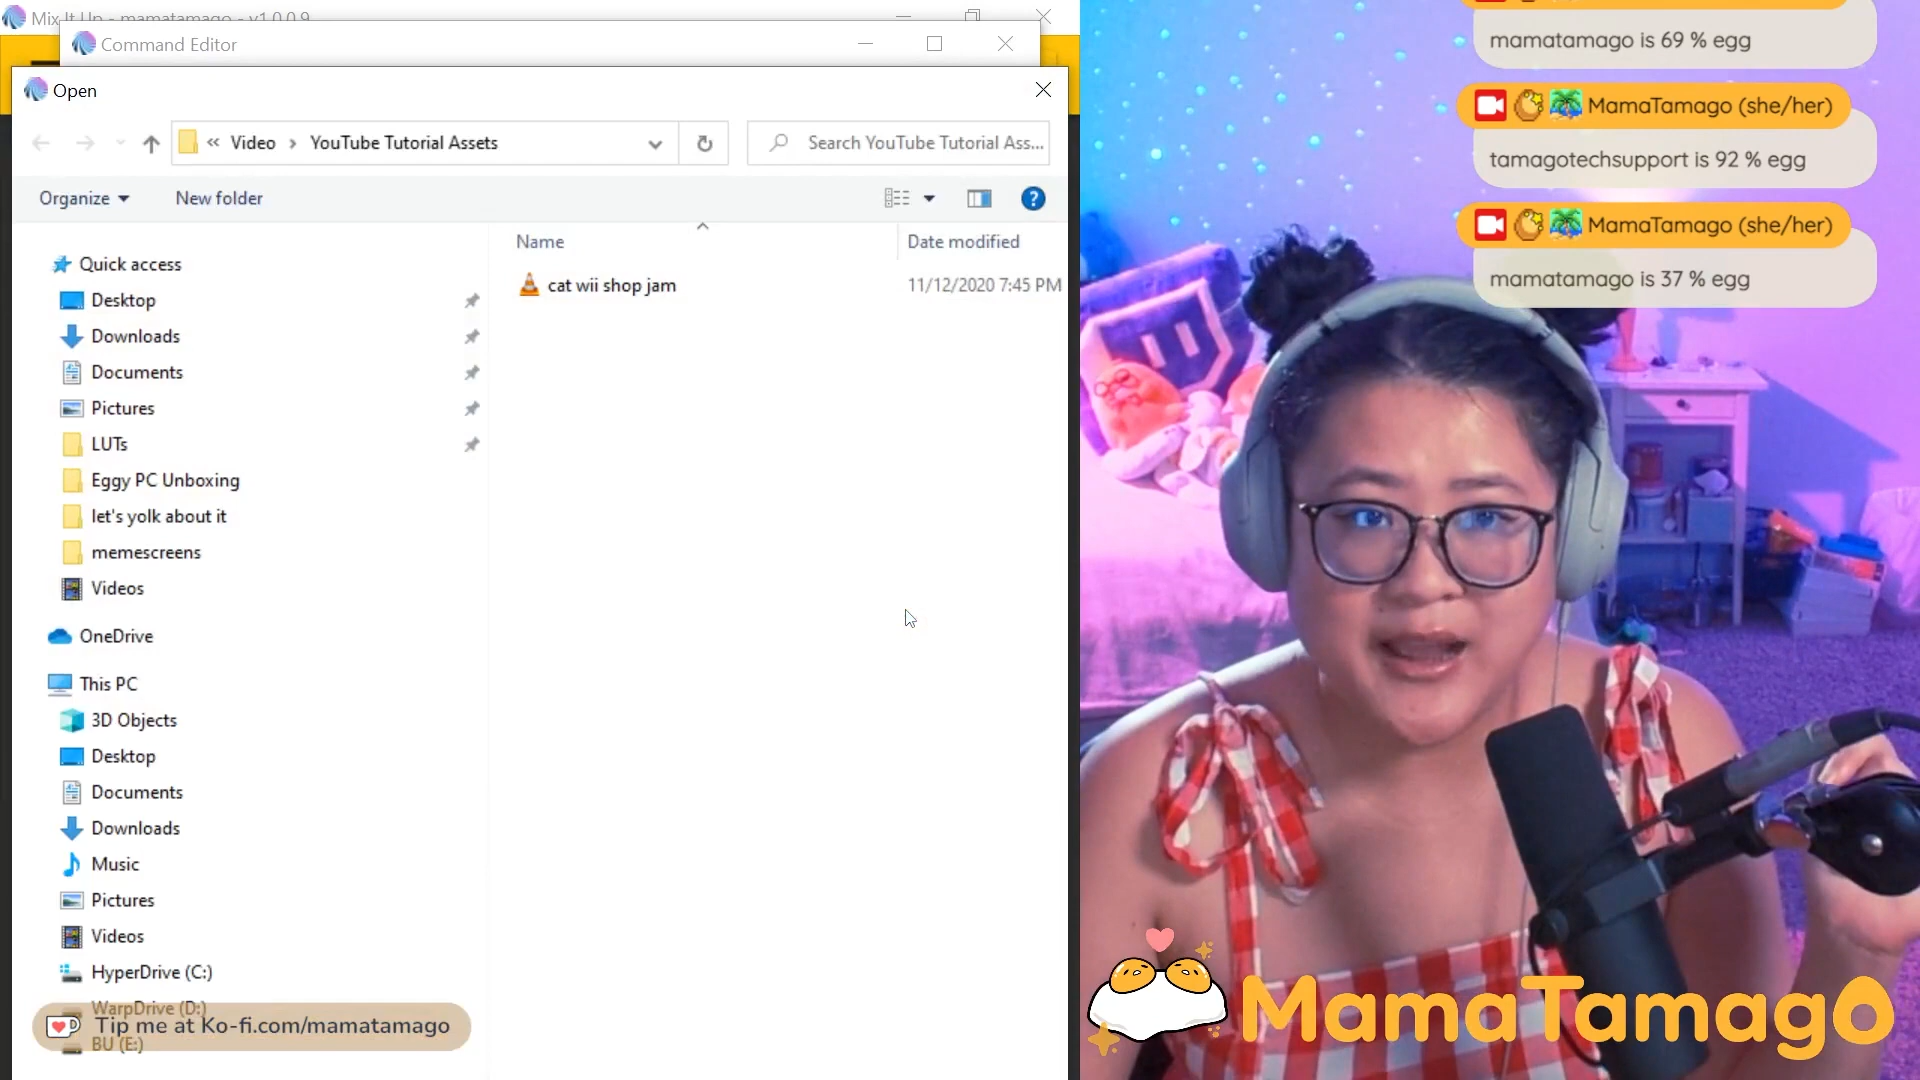 Mix It Up - mamatamago - v1.0.0.9
Command Editor
Open
« Video › YouTube Tutorial Assets
Search YouTube Tutorial Ass...
Organize
New folder
?
Name
Date modified
cat wii shop jam
11/12/2020 7:45 PM
Quick access
Desktop
Downloads
Documents
Pictures
LUTs
Eggy PC Unboxing
let's yolk about it
memescreens
Videos
OneDrive
This PC
3D Objects
Desktop
Documents
Downloads
Music
Pictures
Videos
HyperDrive (C:)
WarpDrive (D:)
Tip me at Ko-fi.com/mamatamago
BU (E:)
mamatamago is 69 % egg
MamaTamago (she/her)
tamagotechsupport is 92 % egg
MamaTamago (she/her)
mamatamago is 37 % egg
MamaTamago